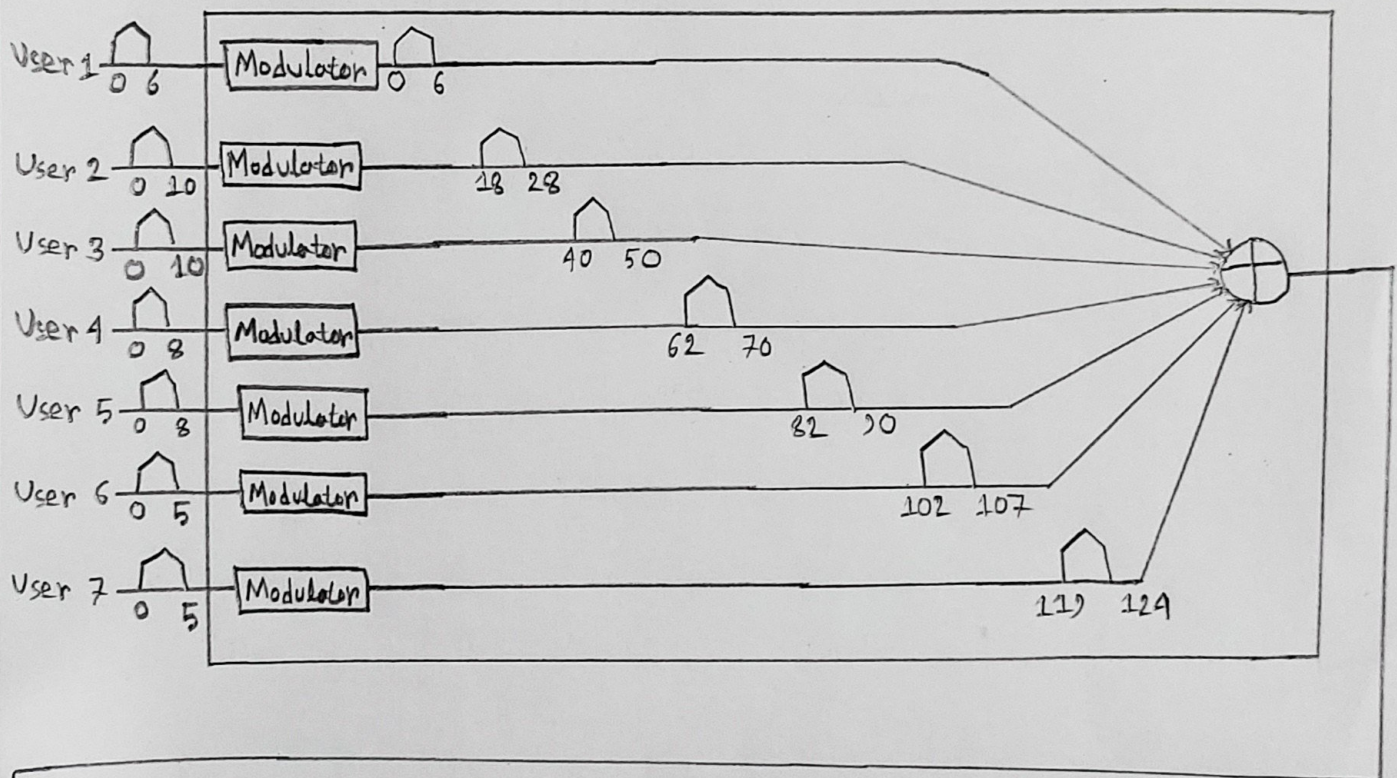 User 1 0 6 Modulator 0 6
User 2 0 10 Modulator 18 28
User 3 0 10 Modulator 40 50
User 4 0 8 Modulator 62 70
User 5 0 8 Modulator 82 90
User 6 0 5 Modulator 102 107
User 7 0 5 Modulator 119 124